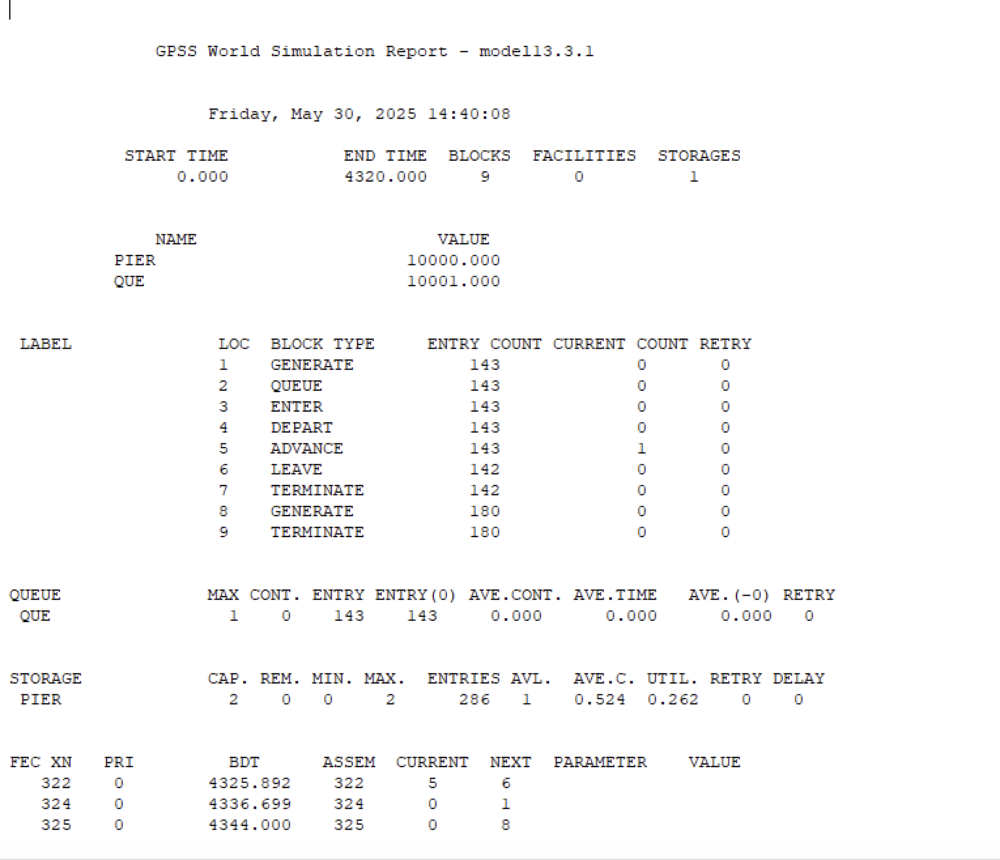 GPSS World Simulation Report - model13.3.1
Friday, May 30, 2025 14:40:08
START TIME END TIME BLOCKS FACILITIES STORAGES
0.000 4320.000 9 0 1
NAME VALUE
PIER 10000.000
QUE 10001.000
LABEL LOC BLOCK TYPE ENTRY COUNT CURRENT COUNT RETRY
1 GENERATE 143 0 0
2 QUEUE 143 0 0
3 ENTER 143 0 0
4 DEPART 143 0 0
5 ADVANCE 143 1 0
6 LEAVE 142 0 0
7 TERMINATE 142 0 0
8 GENERATE 180 0 0
9 TERMINATE 180 0 0
QUEUE MAX CONT. ENTRY ENTRY(0) AVE.CONT. AVE.TIME AVE.(-0) RETRY
QUE 1 0 143 143 0.000 0.000 0.000 0
STORAGE CAP. REM. MIN. MAX. ENTRIES AVL. AVE.C. UTIL. RETRY DELAY
PIER 2 0 0 2 286 1 0.524 0.262 0 0
FEC XN PRI BDT ASSEM CURRENT NEXT PARAMETER VALUE
322 0 4325.892 322 5 6
324 0 4336.699 324 0 1
325 0 4344.000 325 0 8